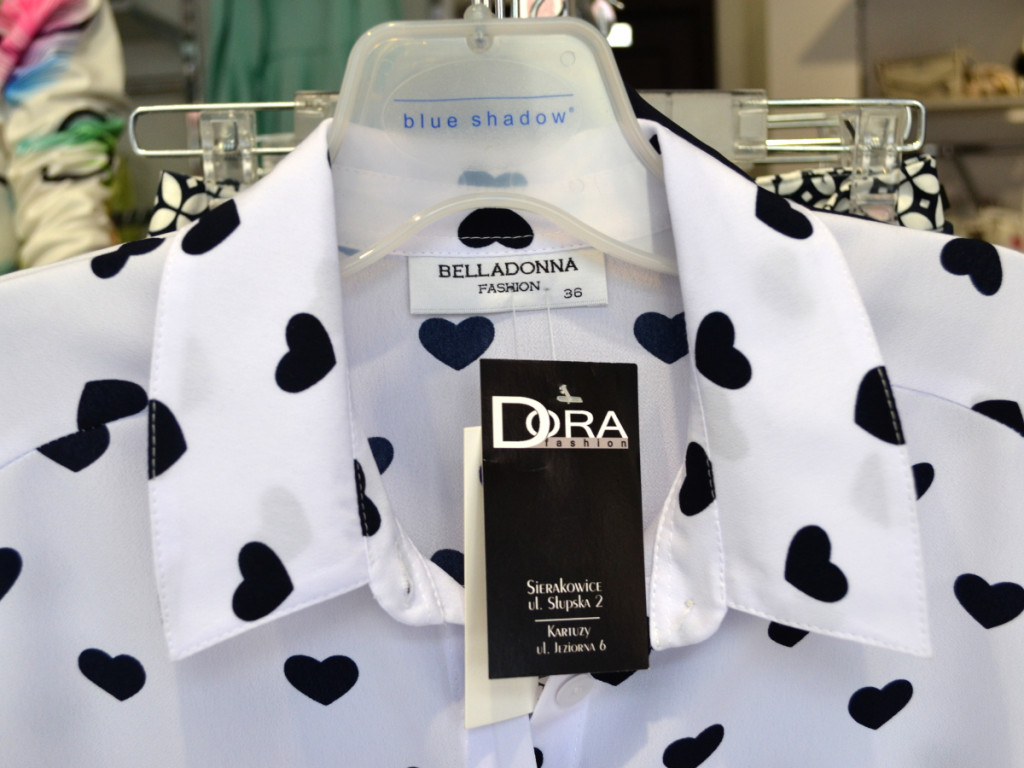 blue shadow®
BELLADONNA
FASHION 36
DORA
fashion
Sierakowice
ul. Słupska 2
Kartuzy
ul. Jeziorna 6